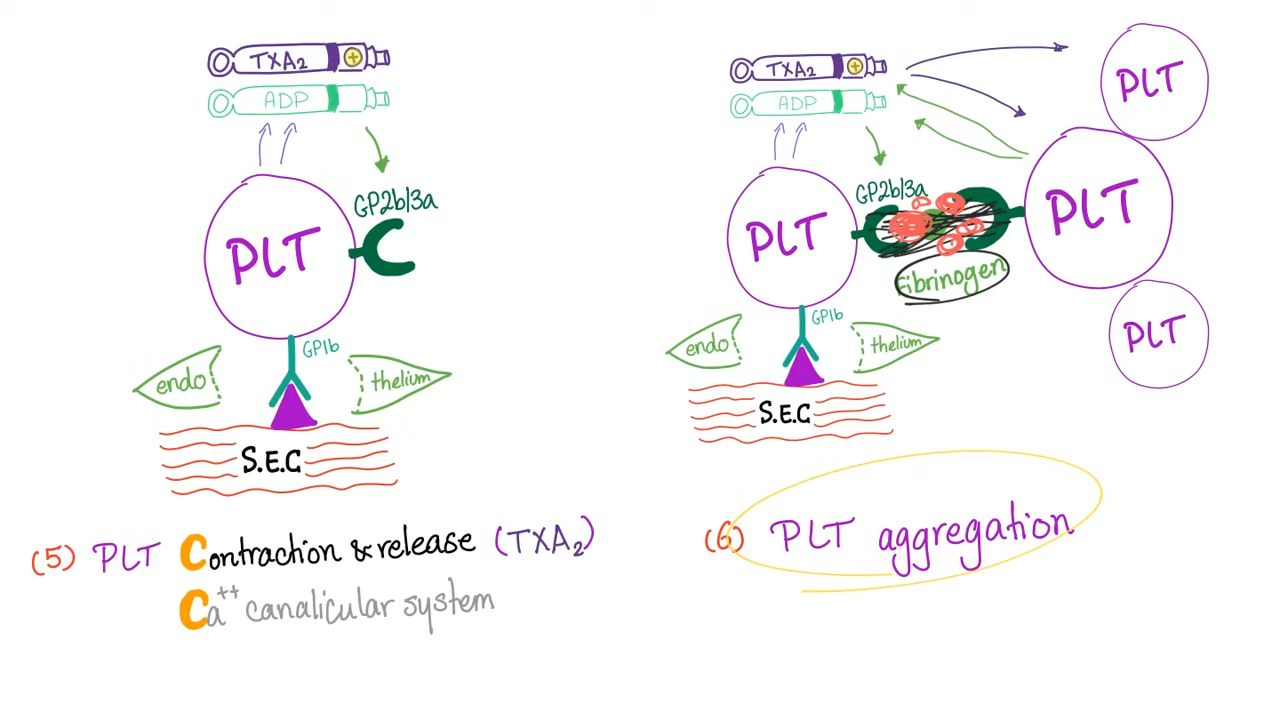 TXA2
ADP
GP2b/3a
PLT
GP1b
endo
thelium
S.E.C
(5) PLT Contraction & release (TXA2)
Ca++ canalicular system
TXA2
ADP
PLT
GP2b/3a
PLT
PLT
Fibrinogen
GP1b
endo
thelium
PLT
S.E.C
(6) PLT aggregation